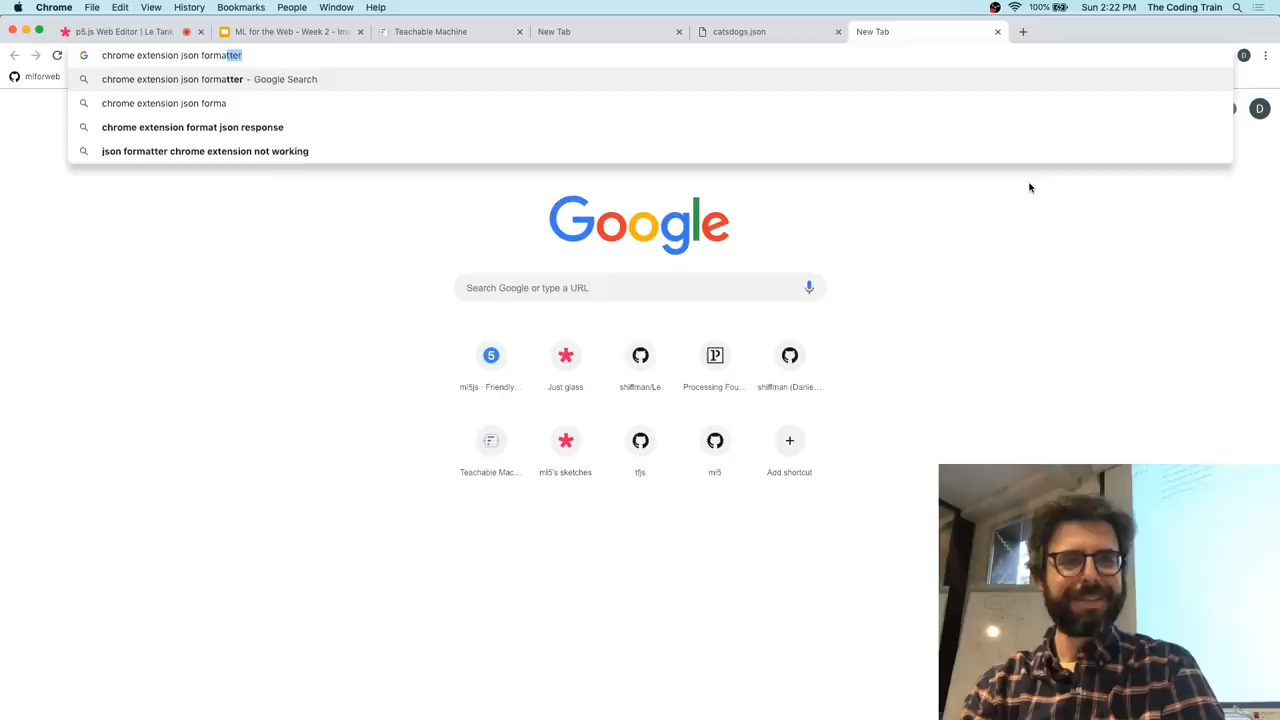 Chrome File Edit View History Bookmarks People Window Help 100% Sun 2:22 PM The Coding Train
p5.js Web Editor | Le Tank ML for the Web - Week 2 - Ima Teachable Machine New Tab catsdogs.json New Tab
chrome extension json formatter
mlforweb
chrome extension json formatter - Google Search
chrome extension json forma
chrome extension format json response
json formatter chrome extension not working
D
D
Google
Search Google or type a URL
5
ml5js · Friendly... Just glass shiffman/Le Processing Fou... shiffman (Danie...
Teachable Mac... ml5's sketches tfjs ml5 Add shortcut